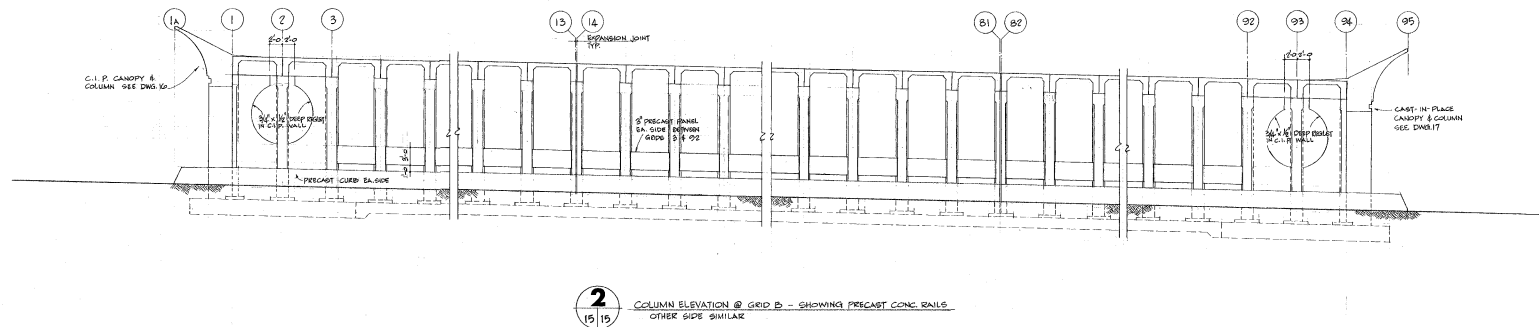 1A 1 2 3 13 14 81 82 92 93 94 95
2'-0 2'-0
2'-0 2'-0
EXPANSION JOINT
TYP.
C.I.P. CANOPY &
COLUMN SEE DWG. 16
3/4" x 1/2" DEEP REGLET
IN C.I.P. WALL
3" PRECAST PANEL
EA. SIDE BETWEEN
GRIDS 3 & 92
3/4" x 1/2" DEEP REGLET
IN C.I.P. WALL
CAST-IN-PLACE
CANOPY & COLUMN
SEE DWG. 17
PRECAST CURB EA. SIDE
2
15 15
COLUMN ELEVATION @ GRID B - SHOWING PRECAST CONC. RAILS
OTHER SIDE SIMILAR